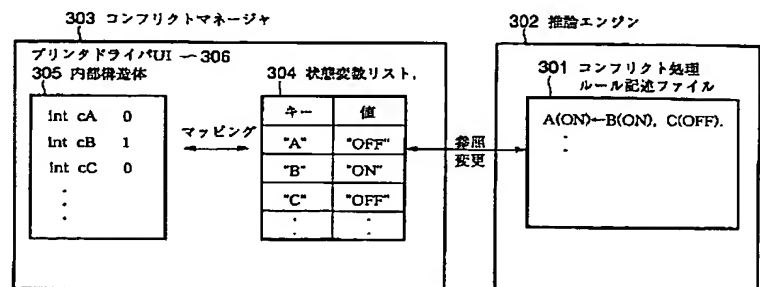 303 コンフリクトマネージャ
プリンタドライバUI ～306
305 内部構造体
int cA 0
int cB 1
int cC 0
マッピング
304 状態変数リスト,
キー 値
"A" "OFF"
"B" "ON"
"C" "OFF"
参照
変更
302 推論エンジン
301 コンフリクト処理
ルール記述ファイル
A(ON)←B(ON), C(OFF).